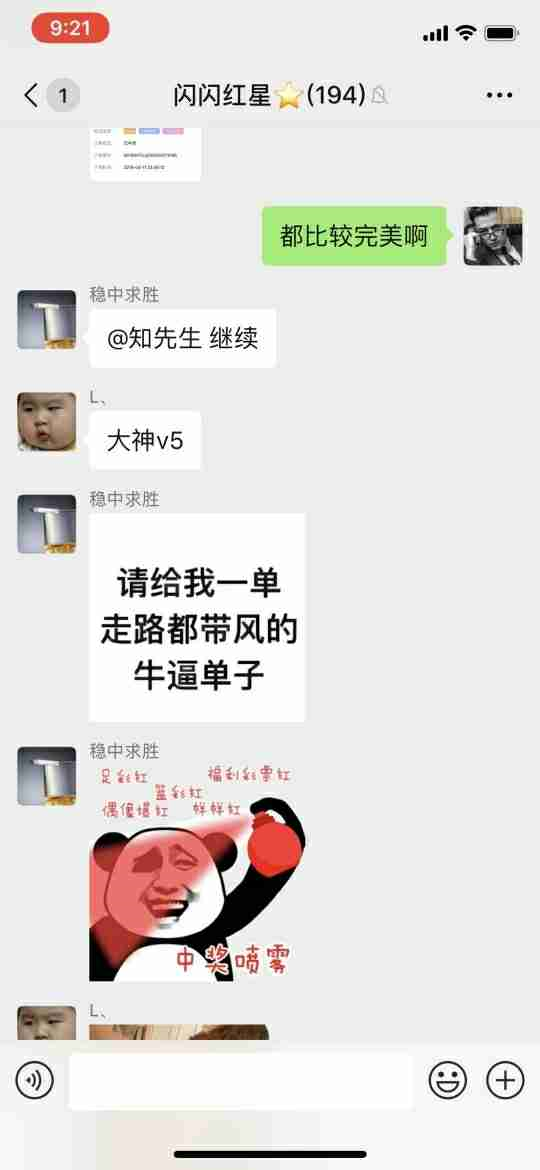 9:21
1
闪闪红星⭐(194)
都比较完美啊
稳中求胜
@知先生 继续
L、
大神v5
稳中求胜
请给我一单
走路都带风的
牛逼单子
稳中求胜
足彩红
福利彩票红
篮彩红
偶像爆红
样样红
中奖喷雾
L、